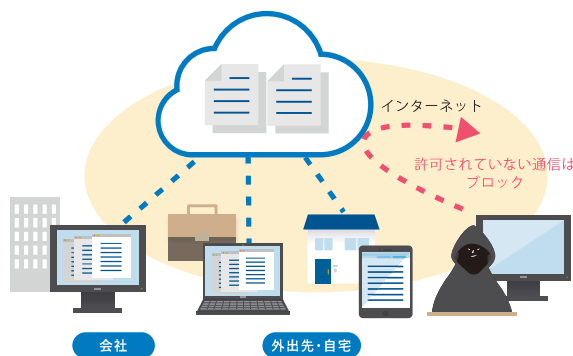 インターネット
許可されていない通信は
ブロック
会社
外出先・自宅